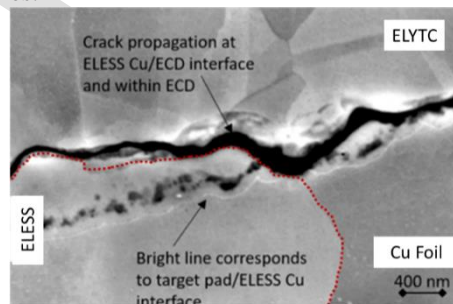 Crack propagation at
ELESS Cu/ECD interface
and within ECD
ELYTC
ELESS
Bright line corresponds
to target pad/ELESS Cu
interface
Cu Foil
400 nm